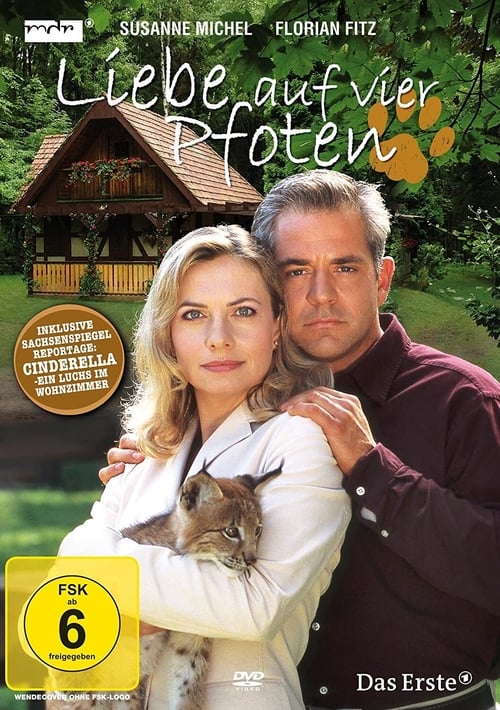 mdr
SUSANNE MICHEL FLORIAN FITZ
Liebe auf vier
Pfoten
INKLUSIVE
SACHSENSPIEGEL
REPORTAGE:
CINDERELLA
-EIN LUCHS IM
WOHNZIMMER
FSK
ab
6
freigegeben
WENDECOVER OHNE FSK-LOGO
DVD
VIDEO
Das Erste